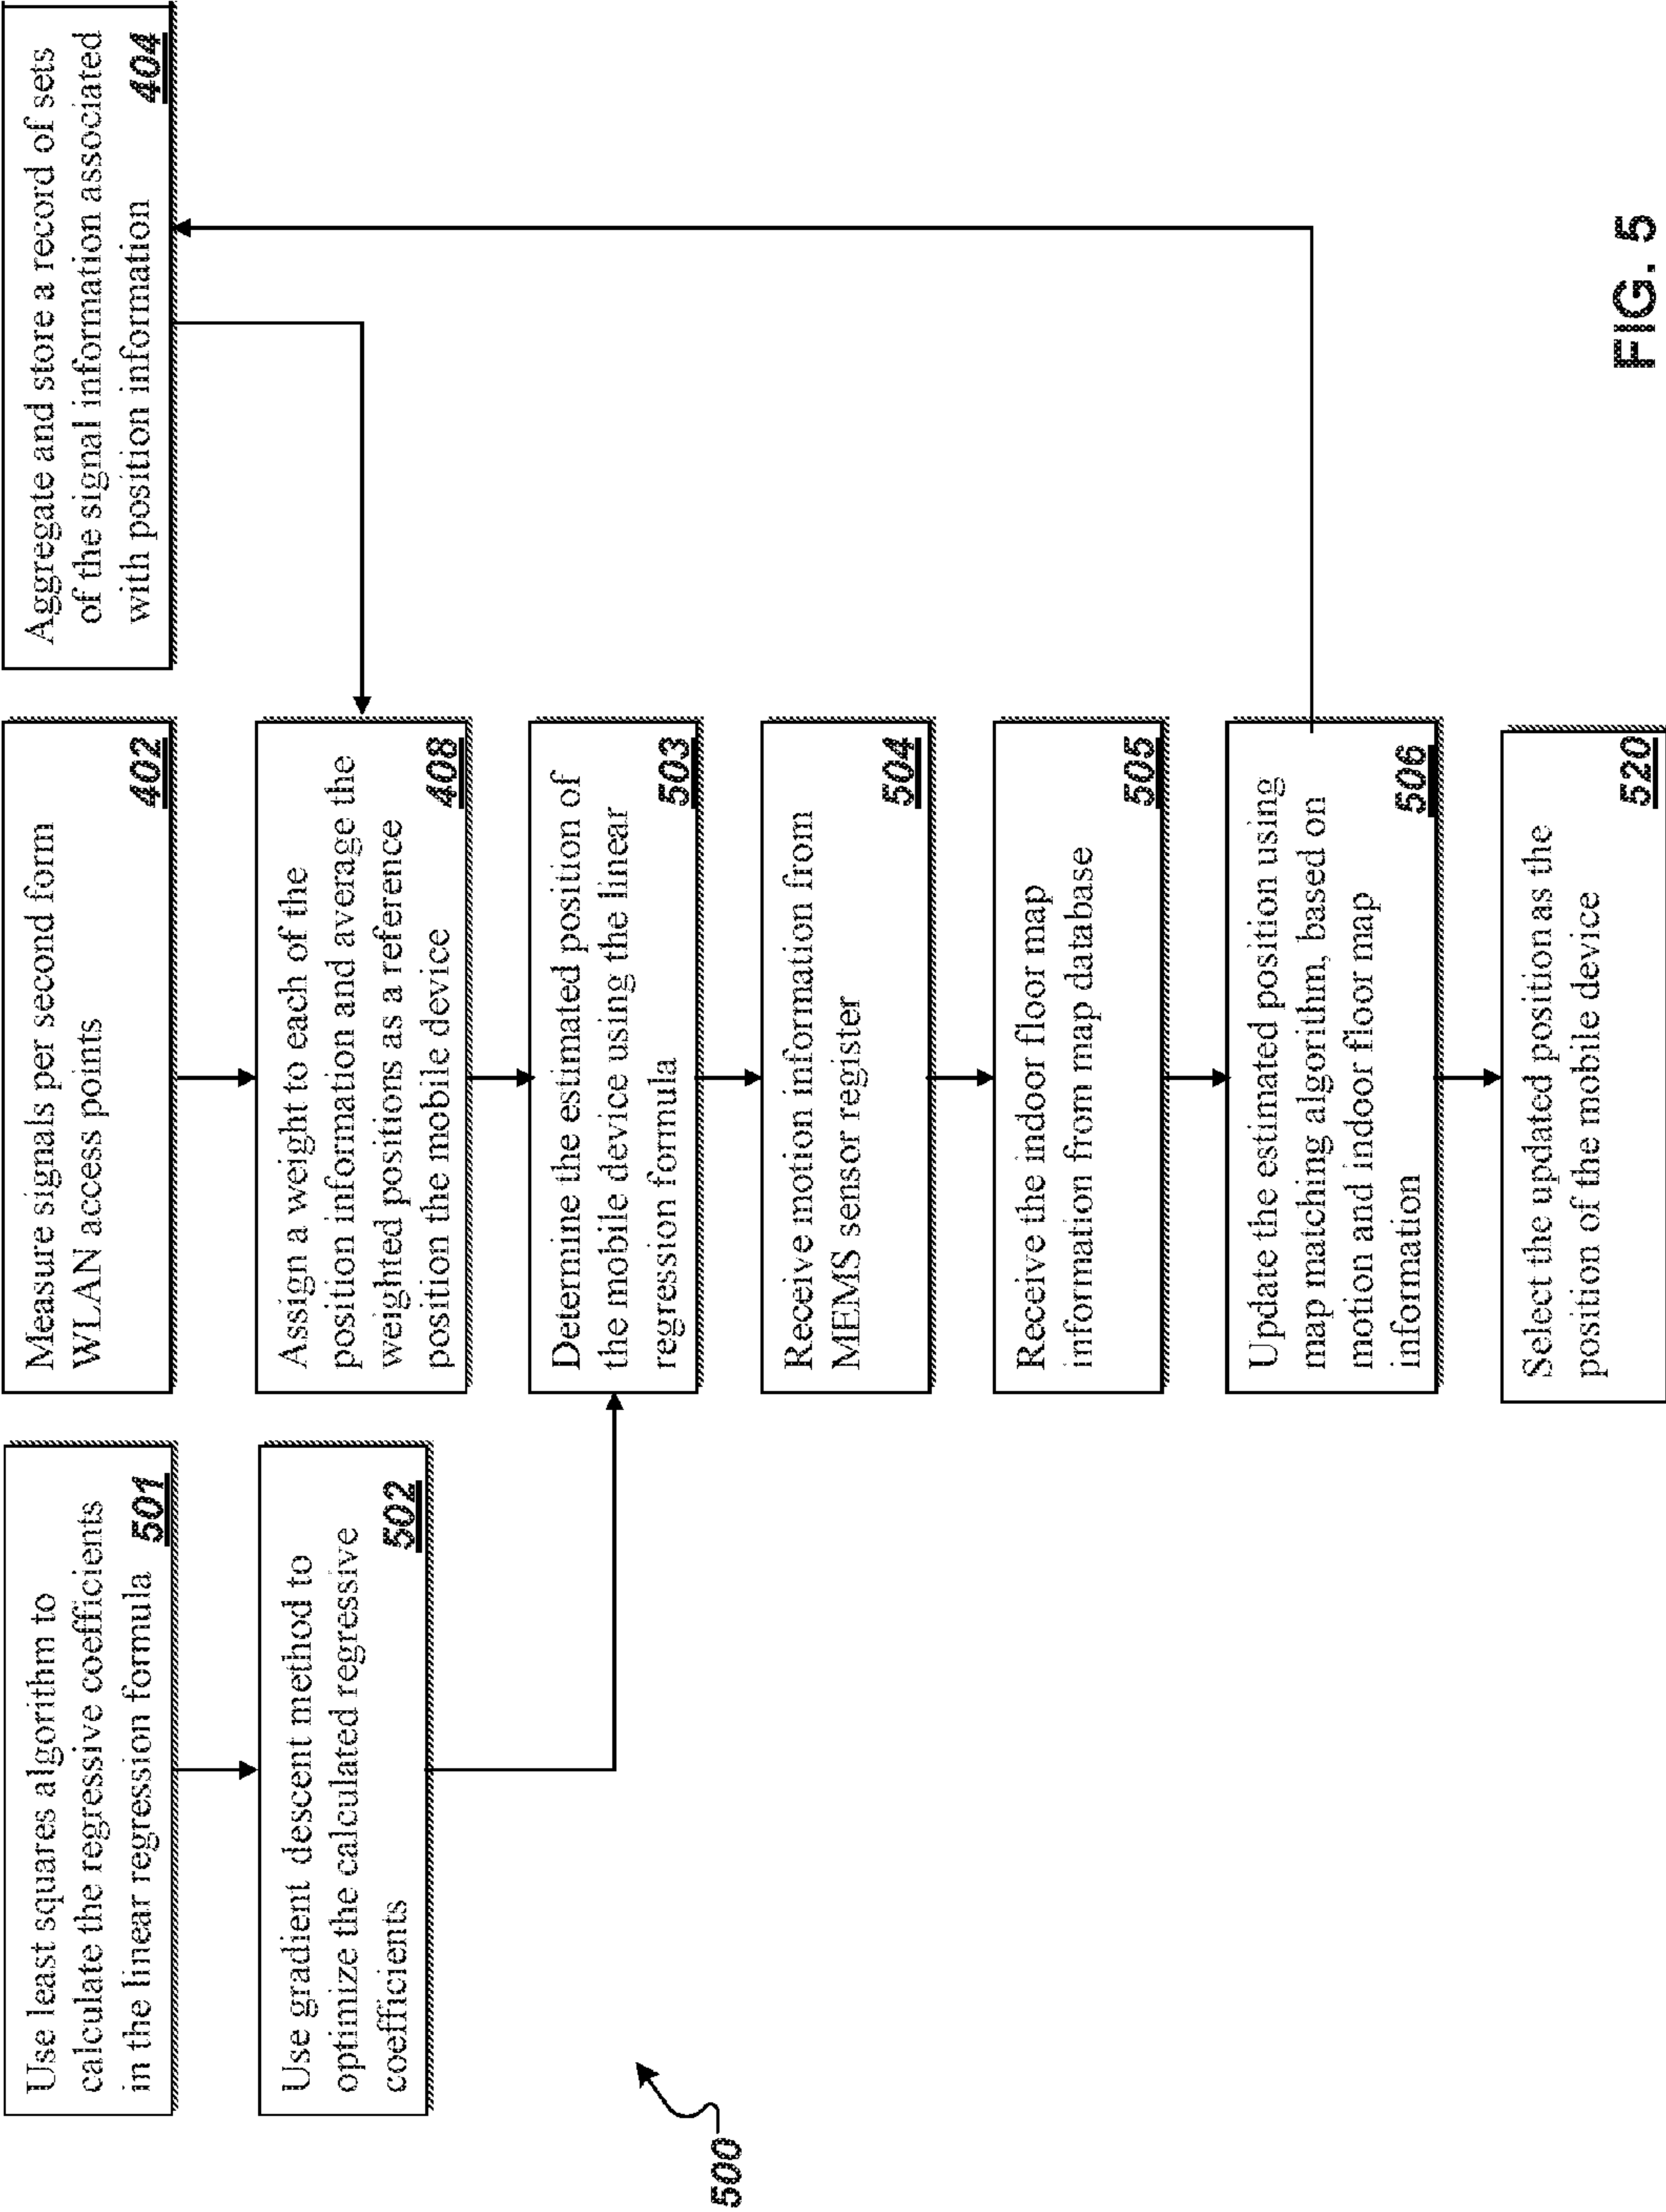 Use least squares algorithm to
calculate the regressive coefficients
in the linear regression formula 501
Use gradient descent method to
optimize the calculated regressive
coefficients
502
Measure signals per second form
WLAN access points
402
Assign a weight to each of the
position information and average the
weighted positions as a reference
position the mobile device
408
Determine the estimated position of
the mobile device using the linear
regression formula
503
Receive motion information from
MEMS sensor register
504
Receive the indoor floor map
information from map database
505
Update the estimated position using
map matching algorithm, based on
motion and indoor floor map
information
506
Select the updated position as the
position of the mobile device
520
Aggregate and store a record of sets
of the signal information associated
with position information
404
500
FIG. 5